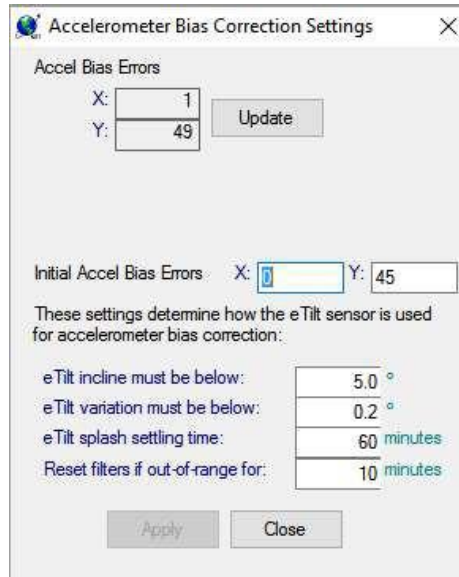 Accelerometer Bias Correction Settings
Accel Bias Errors
X: 1
Y: 49
Update
Initial Accel Bias Errors X: 0 Y: 45
These settings determine how the eTilt sensor is used
for accelerometer bias correction:
eTilt incline must be below: 5.0 °
eTilt variation must be below: 0.2 °
eTilt splash settling time: 60 minutes
Reset filters if out-of-range for: 10 minutes
Apply Close